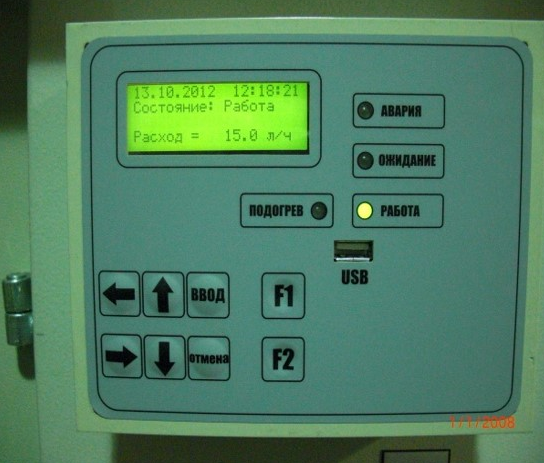 13.10.2012 12:18:21
Состояние: Работа
Расход = 15.0 л/ч
АВАРИЯ
ОЖИДАНИЕ
ПОДОГРЕВ
РАБОТА
USB
ВВОД
F1
отмена
F2
1/1/2008